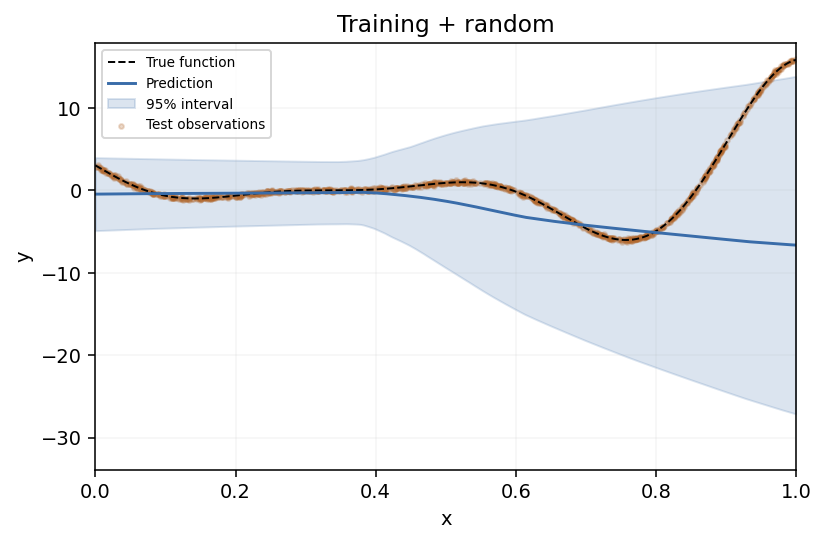 Training + random
True function
Prediction
95% interval
Test observations
10
0
−10
−20
−30
y
0.0 0.2 0.4 0.6 0.8 1.0
x